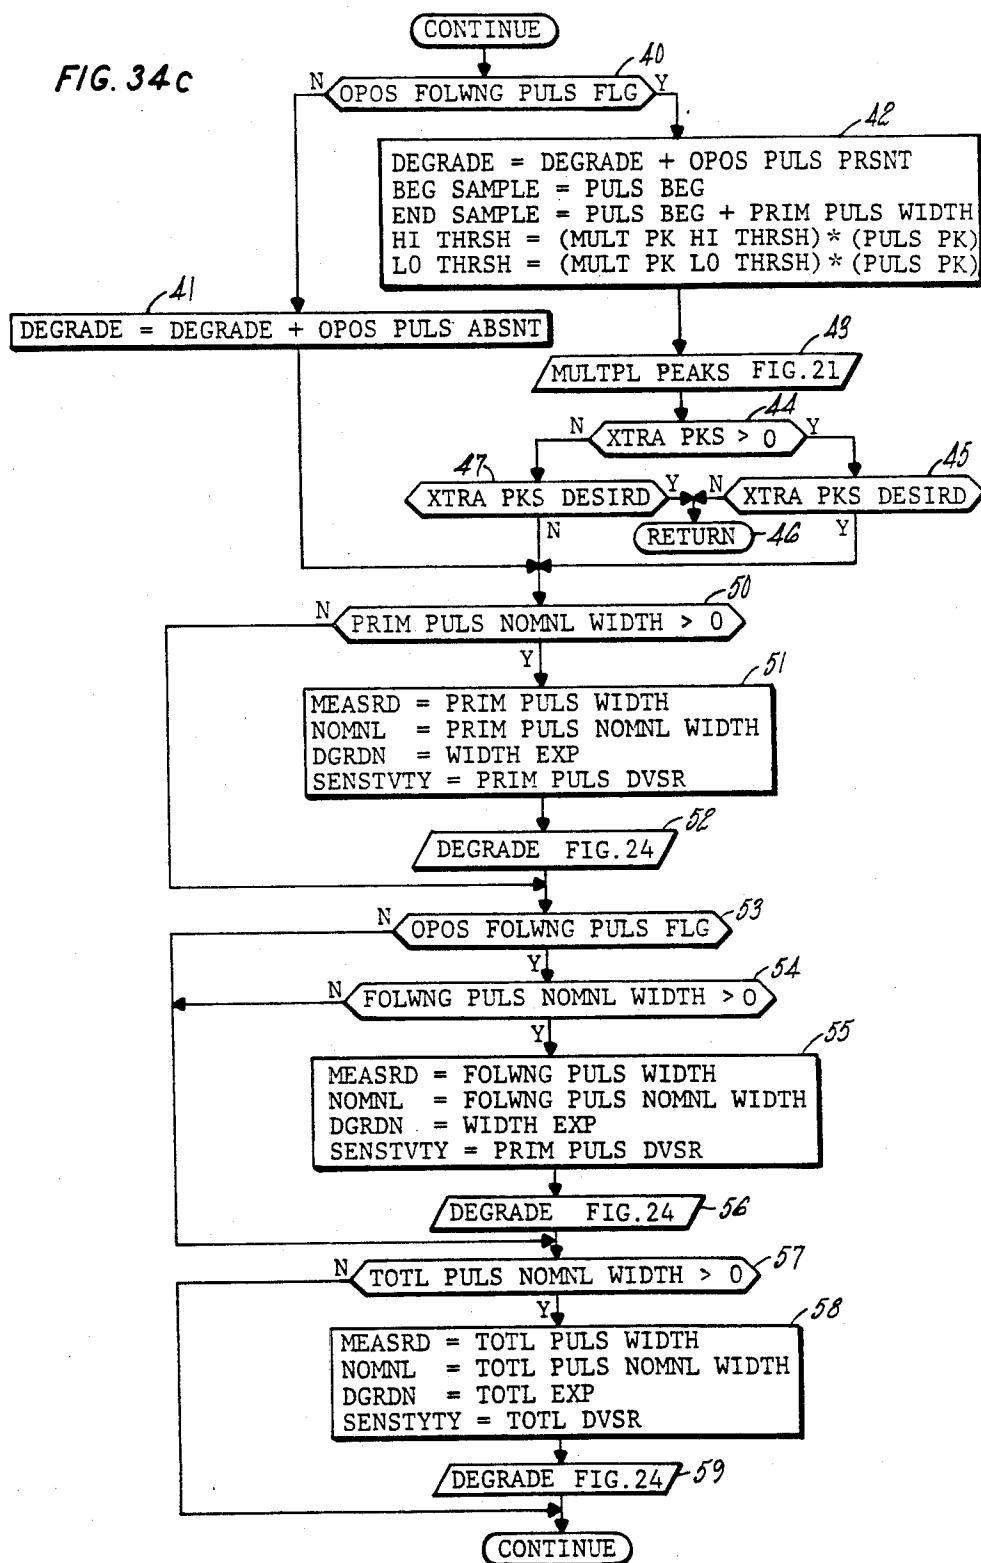 CONTINUE
FIG. 34c
40
N
OPOS FOLWNG PULS FLG
Y
42
DEGRADE = DEGRADE + OPOS PULS PRSNT
BEG SAMPLE = PULS BEG
END SAMPLE = PULS BEG + PRIM PULS WIDTH
HI THRSH = (MULT PK HI THRSH) * (PULS PK)
LO THRSH = (MULT PK LO THRSH) * (PULS PK)
41
DEGRADE = DEGRADE + OPOS PULS ABSNT
43
MULTPL PEAKS FIG.21
44
N
XTRA PKS > 0
Y
47
45
XTRA PKS DESIRD
Y
N
XTRA PKS DESIRD
N
RETURN
46
Y
50
N
PRIM PULS NOMNL WIDTH > 0
Y
51
MEASRD = PRIM PULS WIDTH
NOMNL = PRIM PULS NOMNL WIDTH
DGRDN = WIDTH EXP
SENSTVTY = PRIM PULS DVSR
52
DEGRADE FIG.24
53
N
OPOS FOLWNG PULS FLG
Y
54
N
FOLWNG PULS NOMNL WIDTH > 0
Y
55
MEASRD = FOLWNG PULS WIDTH
NOMNL = FOLWNG PULS NOMNL WIDTH
DGRDN = WIDTH EXP
SENSTVTY = PRIM PULS DVSR
DEGRADE FIG.24
56
57
N
TOTL PULS NOMNL WIDTH > 0
Y
58
MEASRD = TOTL PULS WIDTH
NOMNL = TOTL PULS NOMNL WIDTH
DGRDN = TOTL EXP
SENSTYTY = TOTL DVSR
DEGRADE FIG.24
59
CONTINUE